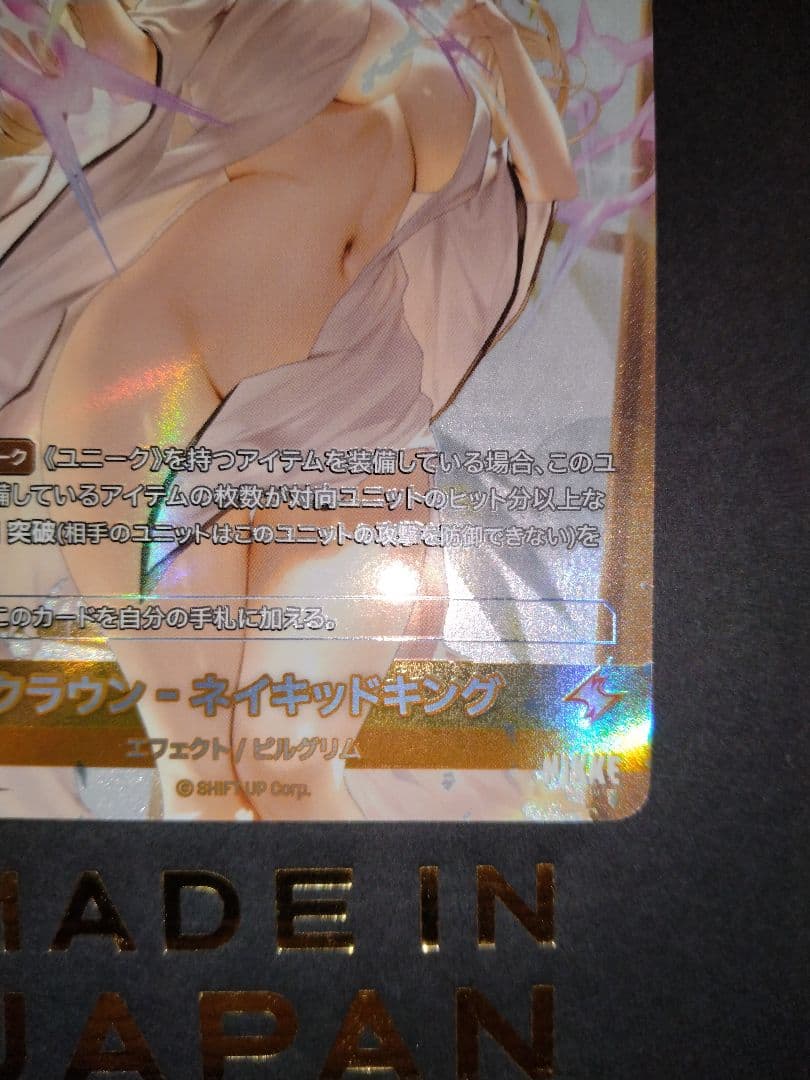 ーク 《ユニーク》を持つアイテムを装備している場合、このユ
備しているアイテムの枚数が対向ユニットのヒット分以上な
突破(相手のユニットはこのユニットの攻撃を防御できない)を
このカードを自分の手札に加える。
クラウン - ネイキッドキング
エフェクト / ピルグリム
NIKKE
© SHIFT UP Corp.
MADE IN
JAPAN